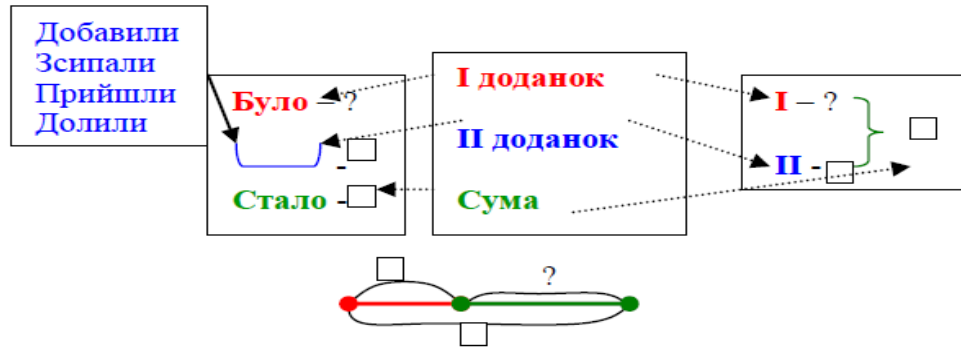 Добавили
Зсипали
Прийшли
Долили
Було – ?
-
Стало -
I доданок
II доданок
Сума
I – ?
II -
?